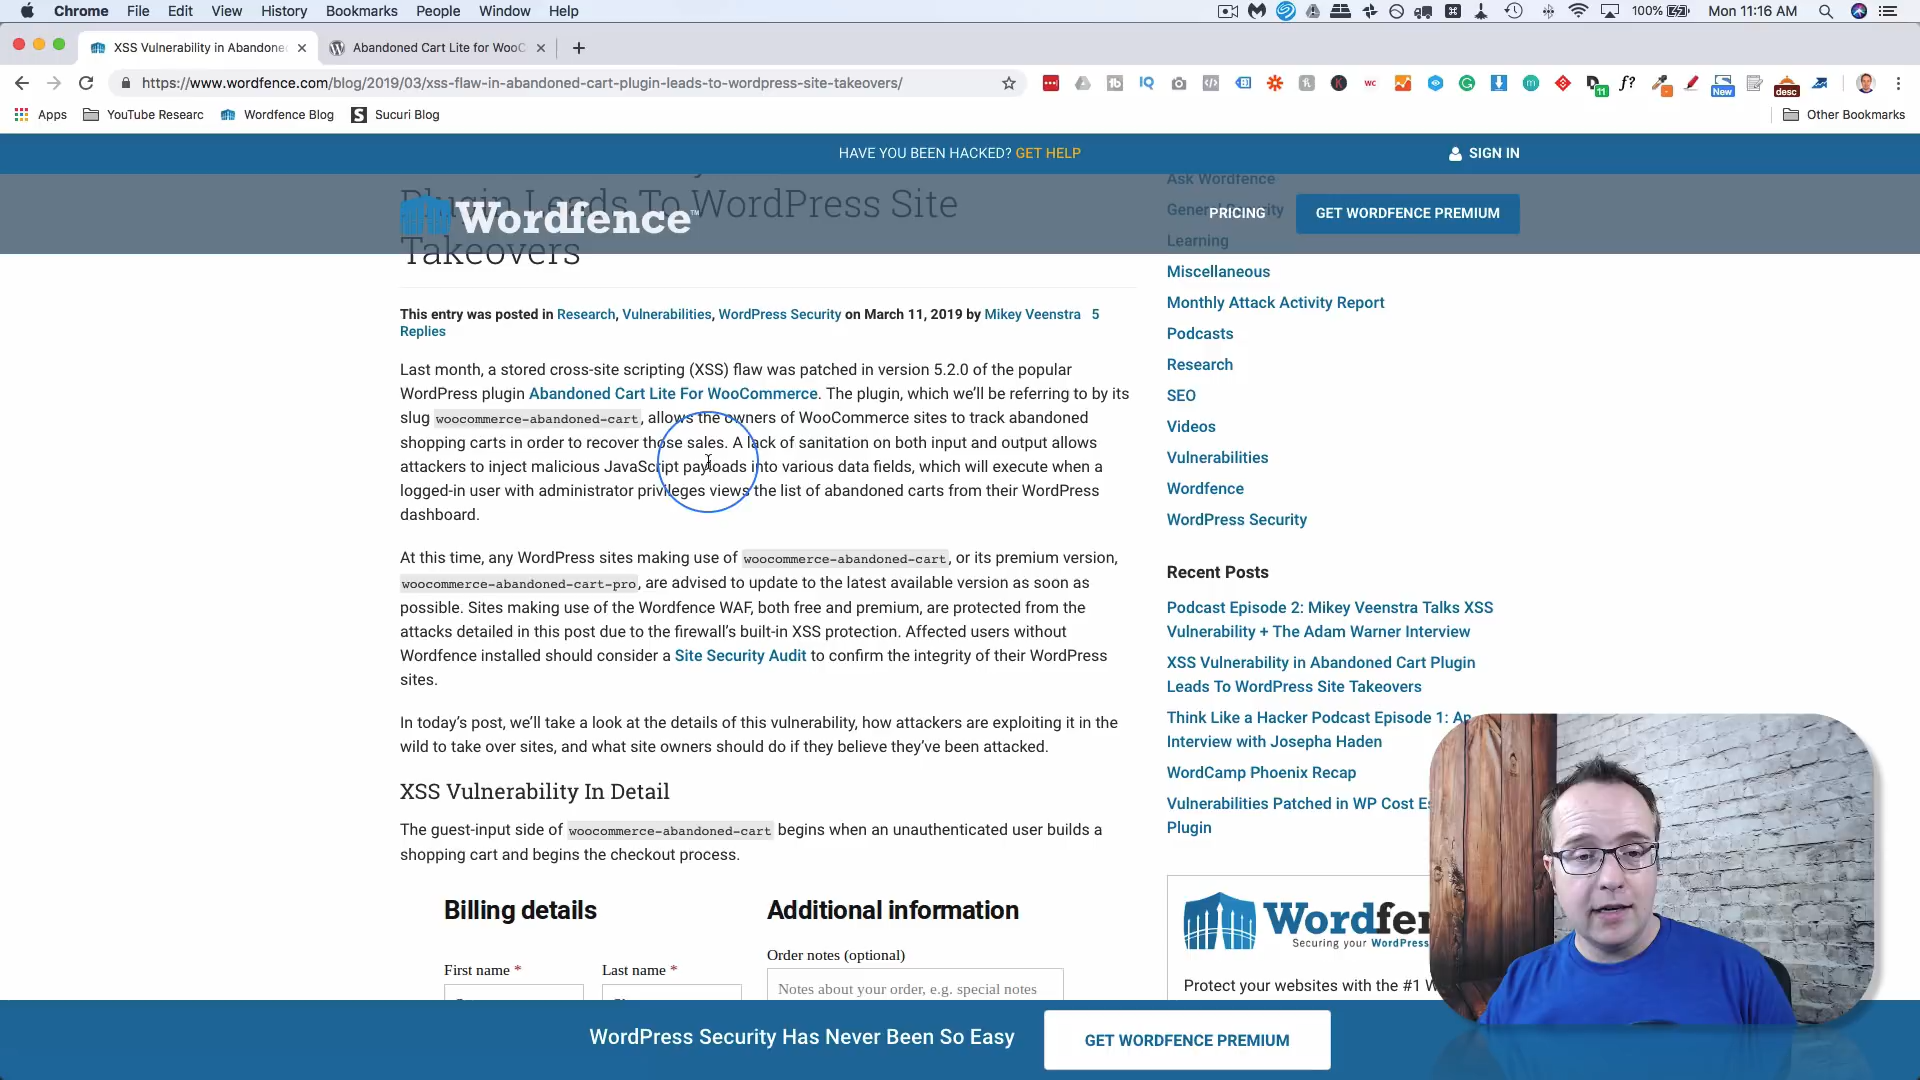 Chrome File Edit View History Bookmarks People Window Help
100% Mon 11:16 AM
XSS Vulnerability in Abandone
Abandoned Cart Lite for WooC
https://www.wordfence.com/blog/2019/03/xss-flaw-in-abandoned-cart-plugin-leads-to-wordpress-site-takeovers/
Apps YouTube Researc Wordfence Blog Sucuri Blog Other Bookmarks
HAVE YOU BEEN HACKED? GET HELP
SIGN IN
Plugin Leads To WordPress Site
Takeovers
Wordfence
PRICING
GET WORDFENCE PREMIUM
This entry was posted in Research, Vulnerabilities, WordPress Security on March 11, 2019 by Mikey Veenstra 5
Replies
Last month, a stored cross-site scripting (XSS) flaw was patched in version 5.2.0 of the popular
WordPress plugin Abandoned Cart Lite For WooCommerce. The plugin, which we'll be referring to by its
slug woocommerce-abandoned-cart, allows the owners of WooCommerce sites to track abandoned
shopping carts in order to recover those sales. A lack of sanitation on both input and output allows
attackers to inject malicious JavaScript payloads into various data fields, which will execute when a
logged-in user with administrator privileges views the list of abandoned carts from their WordPress
dashboard.
At this time, any WordPress sites making use of woocommerce-abandoned-cart, or its premium version,
woocommerce-abandoned-cart-pro, are advised to update to the latest available version as soon as
possible. Sites making use of the Wordfence WAF, both free and premium, are protected from the
attacks detailed in this post due to the firewall's built-in XSS protection. Affected users without
Wordfence installed should consider a Site Security Audit to confirm the integrity of their WordPress
sites.
In today's post, we'll take a look at the details of this vulnerability, how attackers are exploiting it in the
wild to take over sites, and what site owners should do if they believe they've been attacked.
XSS Vulnerability In Detail
The guest-input side of woocommerce-abandoned-cart begins when an unauthenticated user builds a
shopping cart and begins the checkout process.
Billing details
First name *
Last name *
Additional information
Order notes (optional)
Notes about your order, e.g. special notes
Ask Wordfence
General Security
Learning
Miscellaneous
Monthly Attack Activity Report
Podcasts
Research
SEO
Videos
Vulnerabilities
Wordfence
WordPress Security
Recent Posts
Podcast Episode 2: Mikey Veenstra Talks XSS
Vulnerability + The Adam Warner Interview
XSS Vulnerability in Abandoned Cart Plugin
Leads To WordPress Site Takeovers
Think Like a Hacker Podcast Episode 1: An
Interview with Josepha Haden
WordCamp Phoenix Recap
Vulnerabilities Patched in WP Cost Es
Plugin
Wordfen
Securing your WordPress
Protect your websites with the #1 W
WordPress Security Has Never Been So Easy
GET WORDFENCE PREMIUM